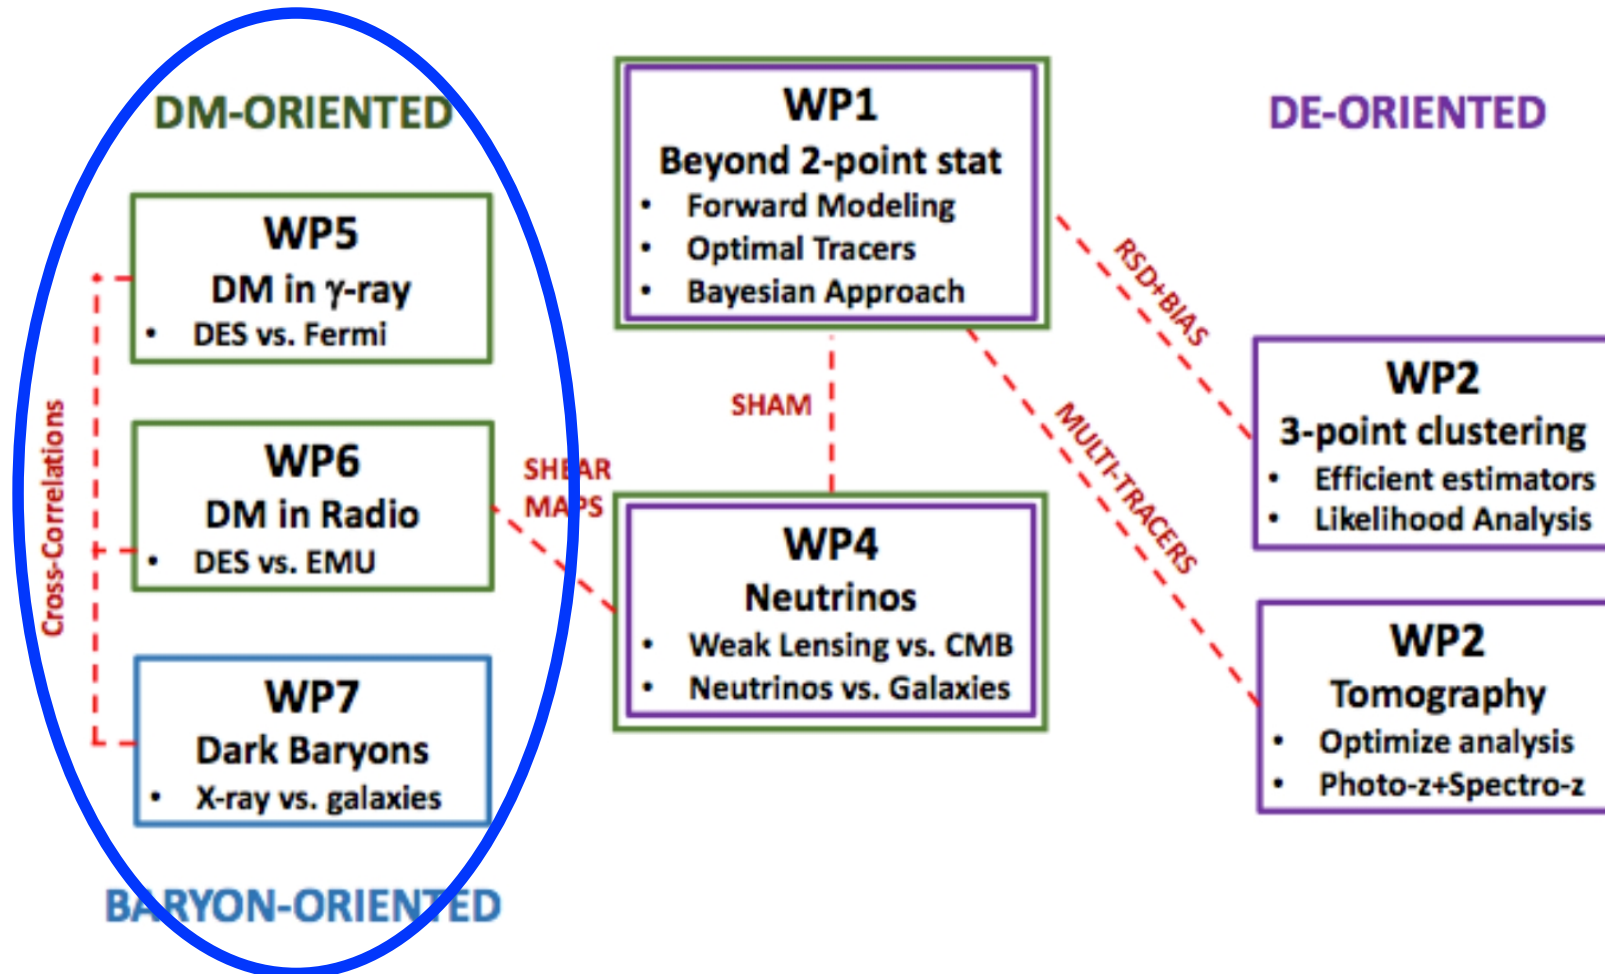 DM-ORIENTED
WP5
DM in γ-ray
• DES vs. Fermi
WP6
DM in Radio
• DES vs. EMU
WP7
Dark Baryons
• X-ray vs. galaxies
BARYON-ORIENTED
Cross-Correlations
SHEAR
MAPS
WP1
Beyond 2-point stat
• Forward Modeling
• Optimal Tracers
• Bayesian Approach
SHAM
WP4
Neutrinos
• Weak Lensing vs. CMB
• Neutrinos vs. Galaxies
RSD+BIAS
MULTI-TRACERS
DE-ORIENTED
WP2
3-point clustering
• Efficient estimators
• Likelihood Analysis
WP2
Tomography
• Optimize analysis
• Photo-z+Spectro-z